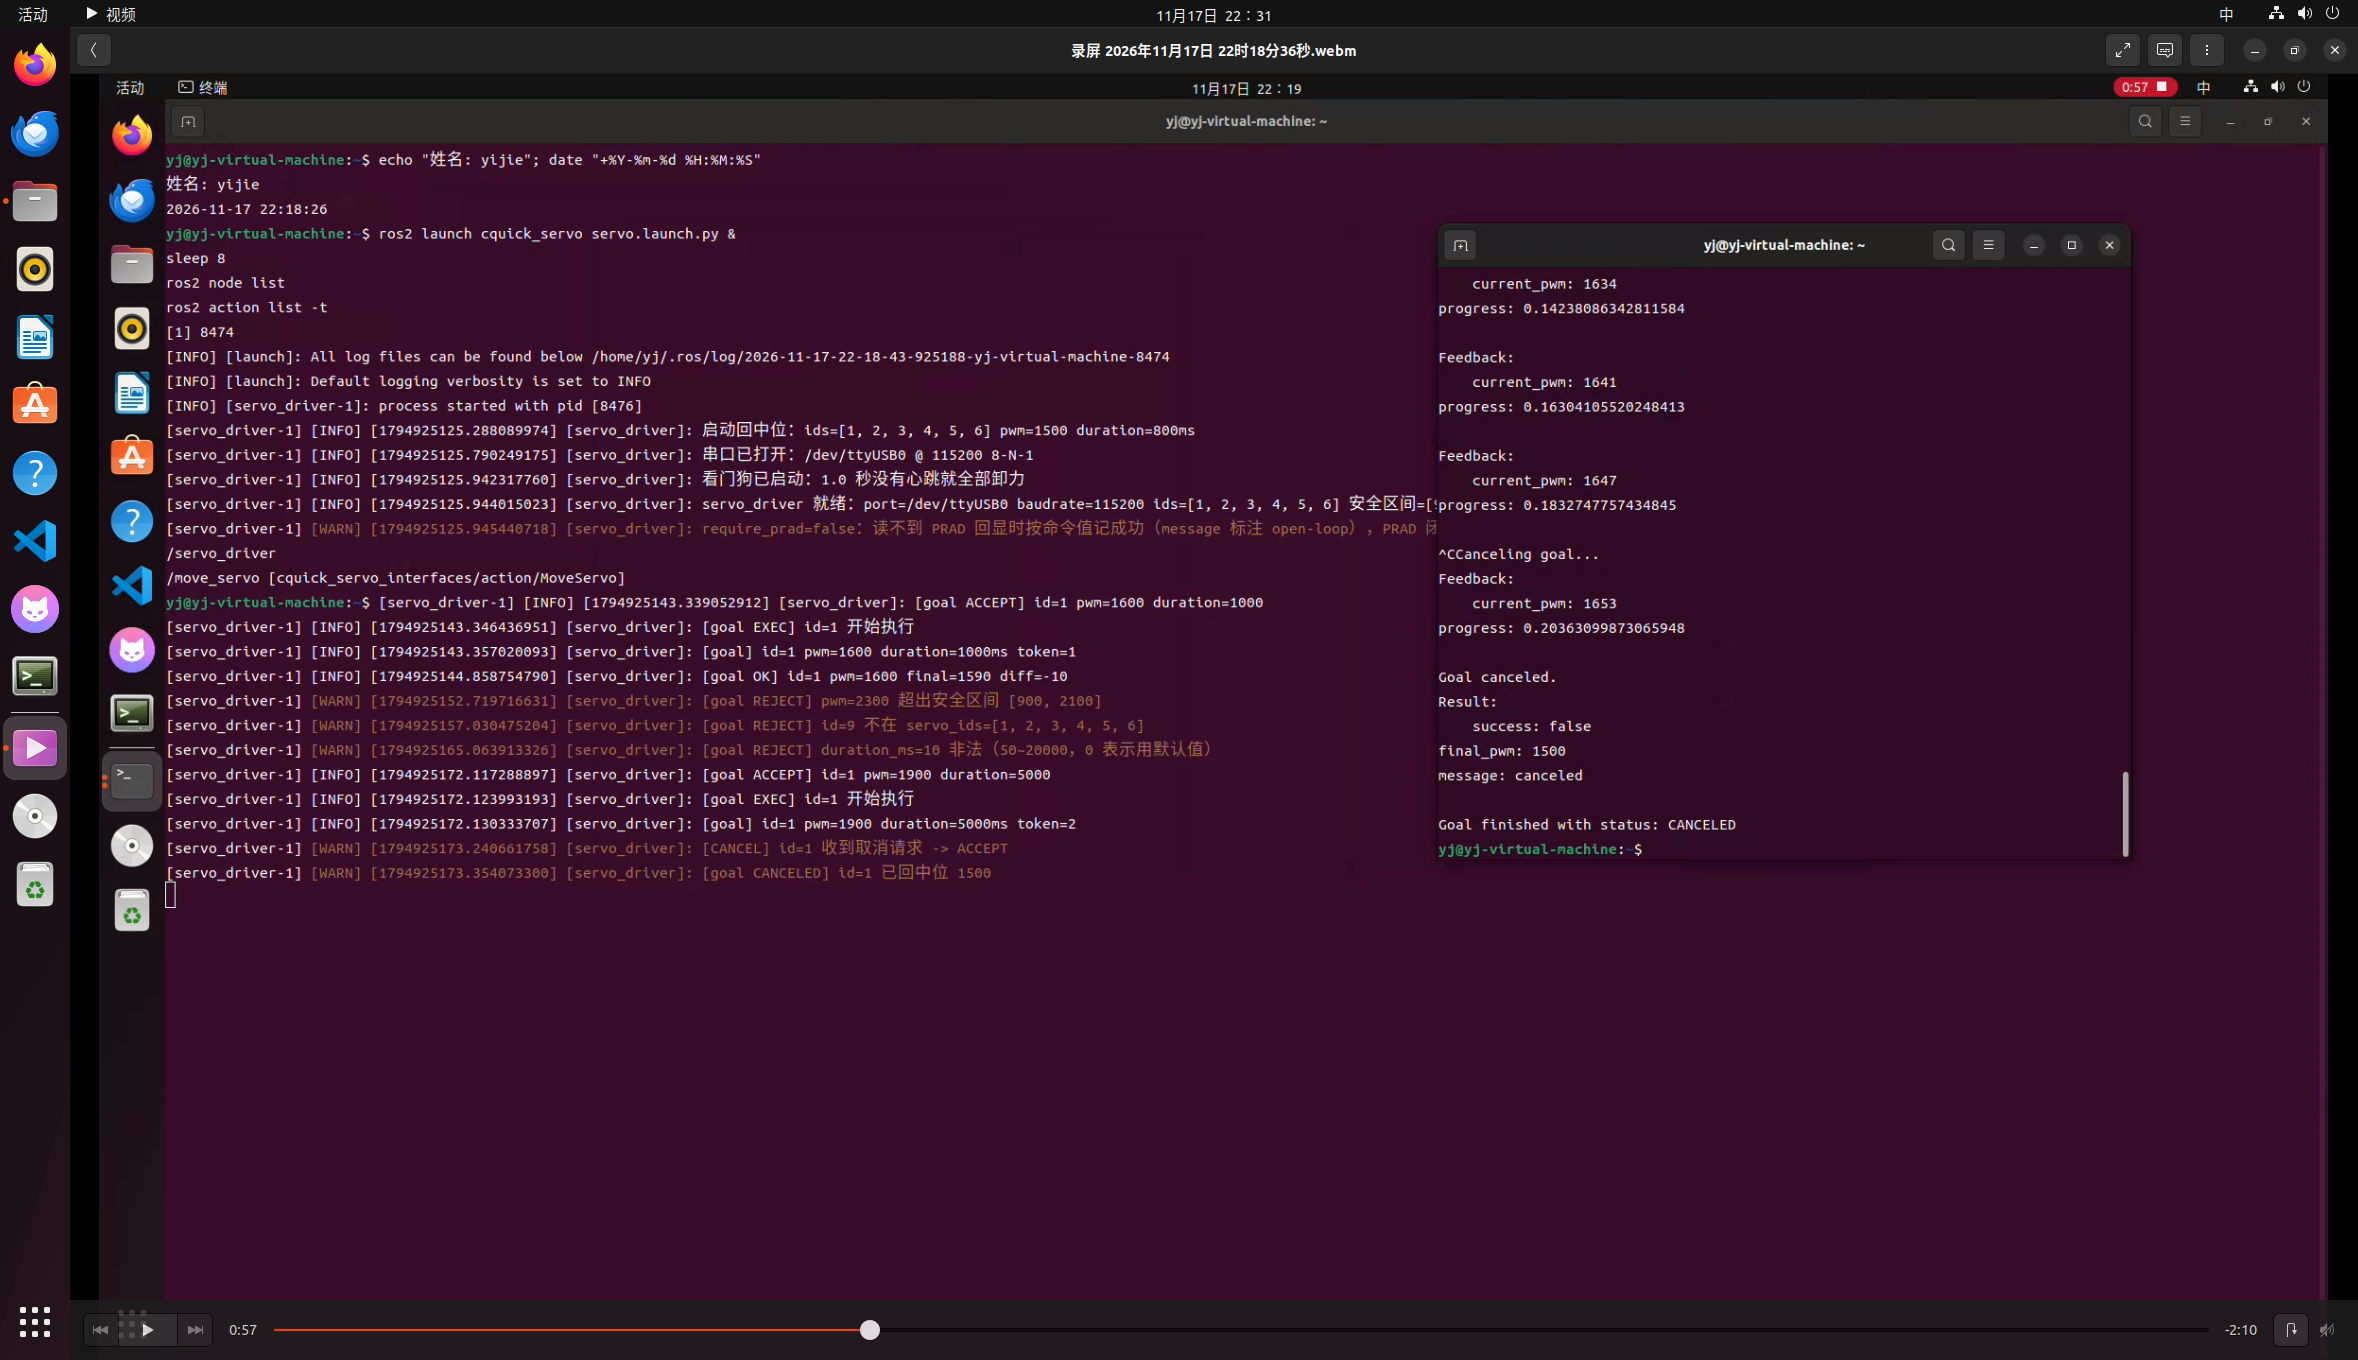 活动 视频 11月17日 22：31 中
录屏 2026年11月17日 22时18分36秒.webm
活动 终端 11月17日 22：19 0:57 中
yj@yj-virtual-machine: ~
yj@yj-virtual-machine:~$ echo "姓名: yijie"; date "+%Y-%m-%d %H:%M:%S"
姓名: yijie
2026-11-17 22:18:26
yj@yj-virtual-machine:~$ ros2 launch cquick_servo servo.launch.py &
sleep 8
ros2 node list
ros2 action list -t
[1] 8474
[INFO] [launch]: All log files can be found below /home/yj/.ros/log/2026-11-17-22-18-43-925188-yj-virtual-machine-8474
[INFO] [launch]: Default logging verbosity is set to INFO
[INFO] [servo_driver-1]: process started with pid [8476]
[servo_driver-1] [INFO] [1794925125.288089974] [servo_driver]: 启动回中位：ids=[1, 2, 3, 4, 5, 6] pwm=1500 duration=800ms
[servo_driver-1] [INFO] [1794925125.790249175] [servo_driver]: 串口已打开：/dev/ttyUSB0 @ 115200 8-N-1
[servo_driver-1] [INFO] [1794925125.942317760] [servo_driver]: 看门狗已启动：1.0 秒没有心跳就全部卸力
[servo_driver-1] [INFO] [1794925125.944015023] [servo_driver]: servo_driver 就绪：port=/dev/ttyUSB0 baudrate=115200 ids=[1, 2, 3, 4, 5, 6] 安全区间=[
[servo_driver-1] [WARN] [1794925125.945440718] [servo_driver]: require_prad=false：读不到 PRAD 回显时按命令值记成功（message 标注 open-loop），PRAD 闭
/servo_driver
/move_servo [cquick_servo_interfaces/action/MoveServo]
yj@yj-virtual-machine:~$ [servo_driver-1] [INFO] [1794925143.339052912] [servo_driver]: [goal ACCEPT] id=1 pwm=1600 duration=1000
[servo_driver-1] [INFO] [1794925143.346436951] [servo_driver]: [goal EXEC] id=1 开始执行
[servo_driver-1] [INFO] [1794925143.357020093] [servo_driver]: [goal] id=1 pwm=1600 duration=1000ms token=1
[servo_driver-1] [INFO] [1794925144.858754790] [servo_driver]: [goal OK] id=1 pwm=1600 final=1590 diff=-10
[servo_driver-1] [WARN] [1794925152.719716631] [servo_driver]: [goal REJECT] pwm=2300 超出安全区间 [900, 2100]
[servo_driver-1] [WARN] [1794925157.030475204] [servo_driver]: [goal REJECT] id=9 不在 servo_ids=[1, 2, 3, 4, 5, 6]
[servo_driver-1] [WARN] [1794925165.063913326] [servo_driver]: [goal REJECT] duration_ms=10 非法（50~20000，0 表示用默认值）
[servo_driver-1] [INFO] [1794925172.117288897] [servo_driver]: [goal ACCEPT] id=1 pwm=1900 duration=5000
[servo_driver-1] [INFO] [1794925172.123993193] [servo_driver]: [goal EXEC] id=1 开始执行
[servo_driver-1] [INFO] [1794925172.130333707] [servo_driver]: [goal] id=1 pwm=1900 duration=5000ms token=2
[servo_driver-1] [WARN] [1794925173.240661758] [servo_driver]: [CANCEL] id=1 收到取消请求 -> ACCEPT
[servo_driver-1] [WARN] [1794925173.354073300] [servo_driver]: [goal CANCELED] id=1 已回中位 1500
yj@yj-virtual-machine: ~
current_pwm: 1634
progress: 0.14238086342811584
Feedback:
current_pwm: 1641
progress: 0.16304105520248413
Feedback:
current_pwm: 1647
progress: 0.1832747757434845
^CCanceling goal...
Feedback:
current_pwm: 1653
progress: 0.20363099873065948
Goal canceled.
Result:
success: false
final_pwm: 1500
message: canceled
Goal finished with status: CANCELED
yj@yj-virtual-machine:~$
0:57 -2:10